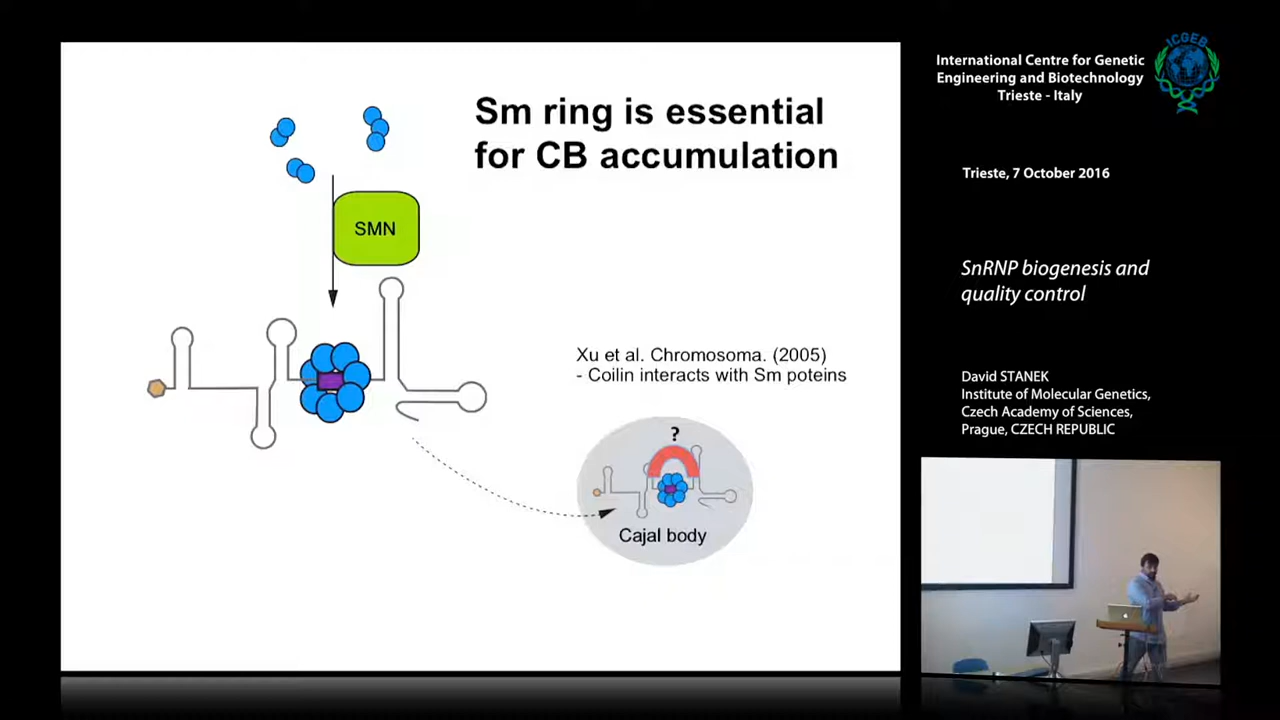 Sm ring is essential
for CB accumulation
SMN
Xu et al. Chromosoma. (2005)
- Coilin interacts with Sm poteins
?
Cajal body
ICGEB
International Centre for Genetic
Engineering and Biotechnology
Trieste - Italy
Trieste, 7 October 2016
SnRNP biogenesis and
quality control
David STANEK
Institute of Molecular Genetics,
Czech Academy of Sciences,
Prague, CZECH REPUBLIC